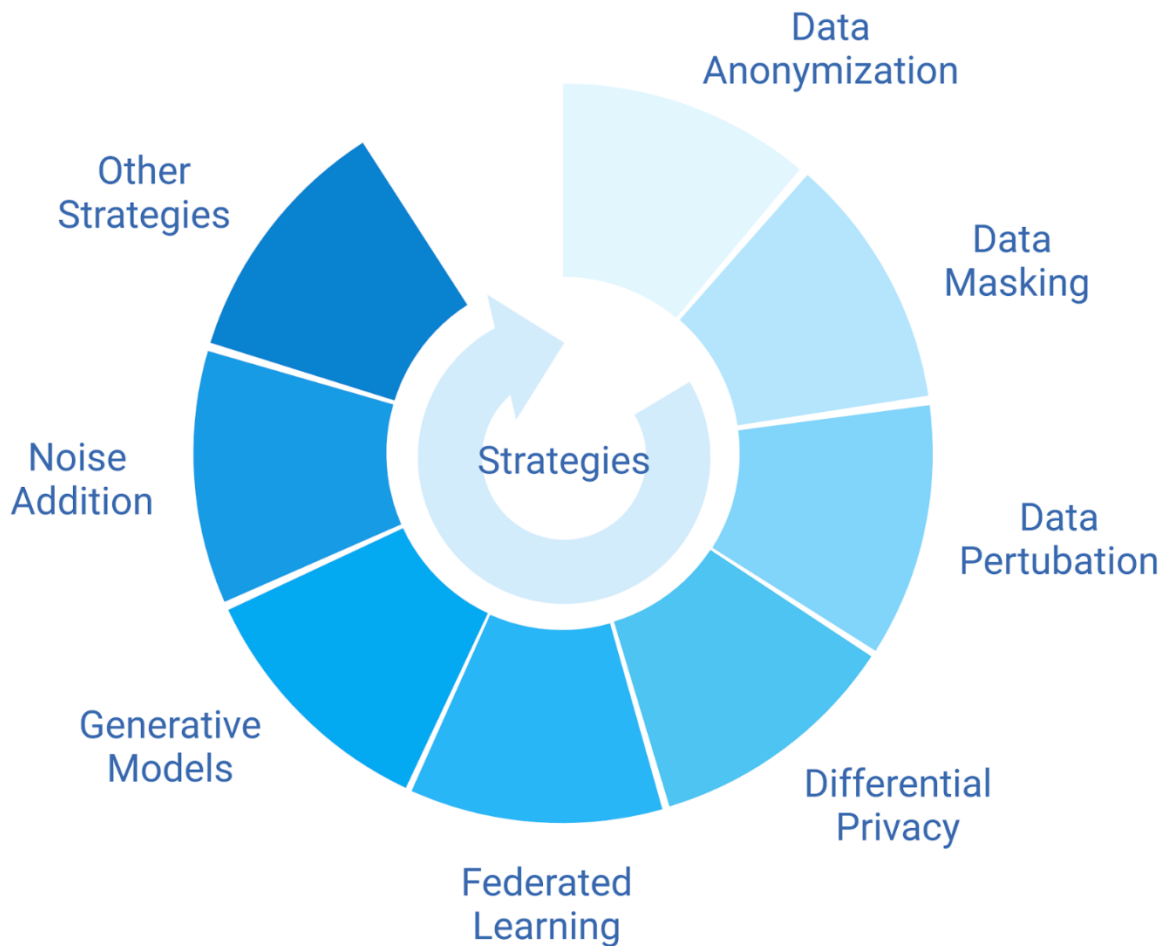 Data
Anonymization
Data
Masking
Data
Pertubation
Differential
Privacy
Federated
Learning
Generative
Models
Noise
Addition
Other
Strategies
Strategies